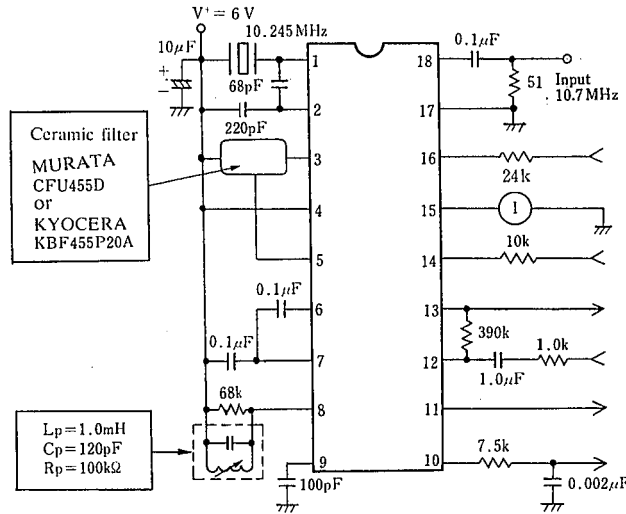 V⁺= 6 V
10μF
+
−
10.245 MHz
68pF
220pF
Ceramic filter
MURATA
CFU455D
or
KYOCERA
KBF455P20A
0.1μF
0.1μF
68k
Lp=1.0mH
Cp=120pF
Rp=100kΩ
100pF
1
2
3
4
5
6
7
8
9
18
17
16
15
14
13
12
11
10
0.1μF
51
Input
10.7MHz
24k
I
10k
390k
1.0k
1.0μF
7.5k
0.002μF